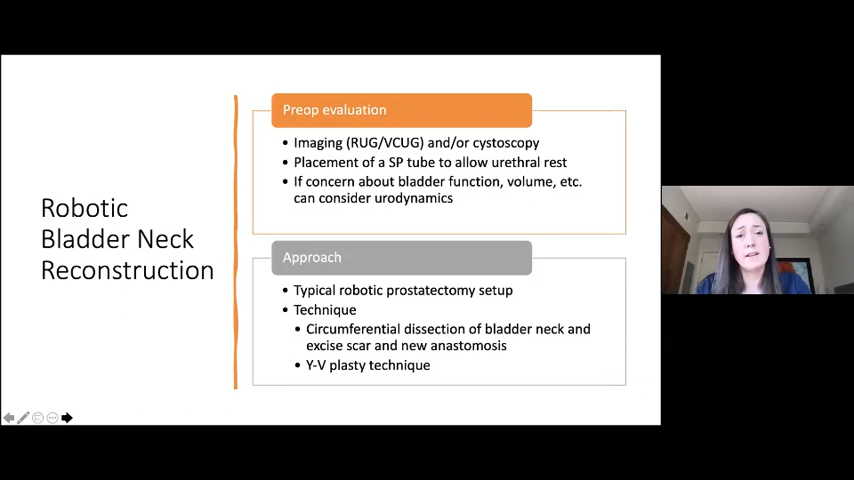 Robotic
Bladder Neck
Reconstruction
Preop evaluation
• Imaging (RUG/VCUG) and/or cystoscopy
• Placement of a SP tube to allow urethral rest
• If concern about bladder function, volume, etc.
can consider urodynamics
Approach
• Typical robotic prostatectomy setup
• Technique
• Circumferential dissection of bladder neck and
excise scar and new anastomosis
• Y-V plasty technique